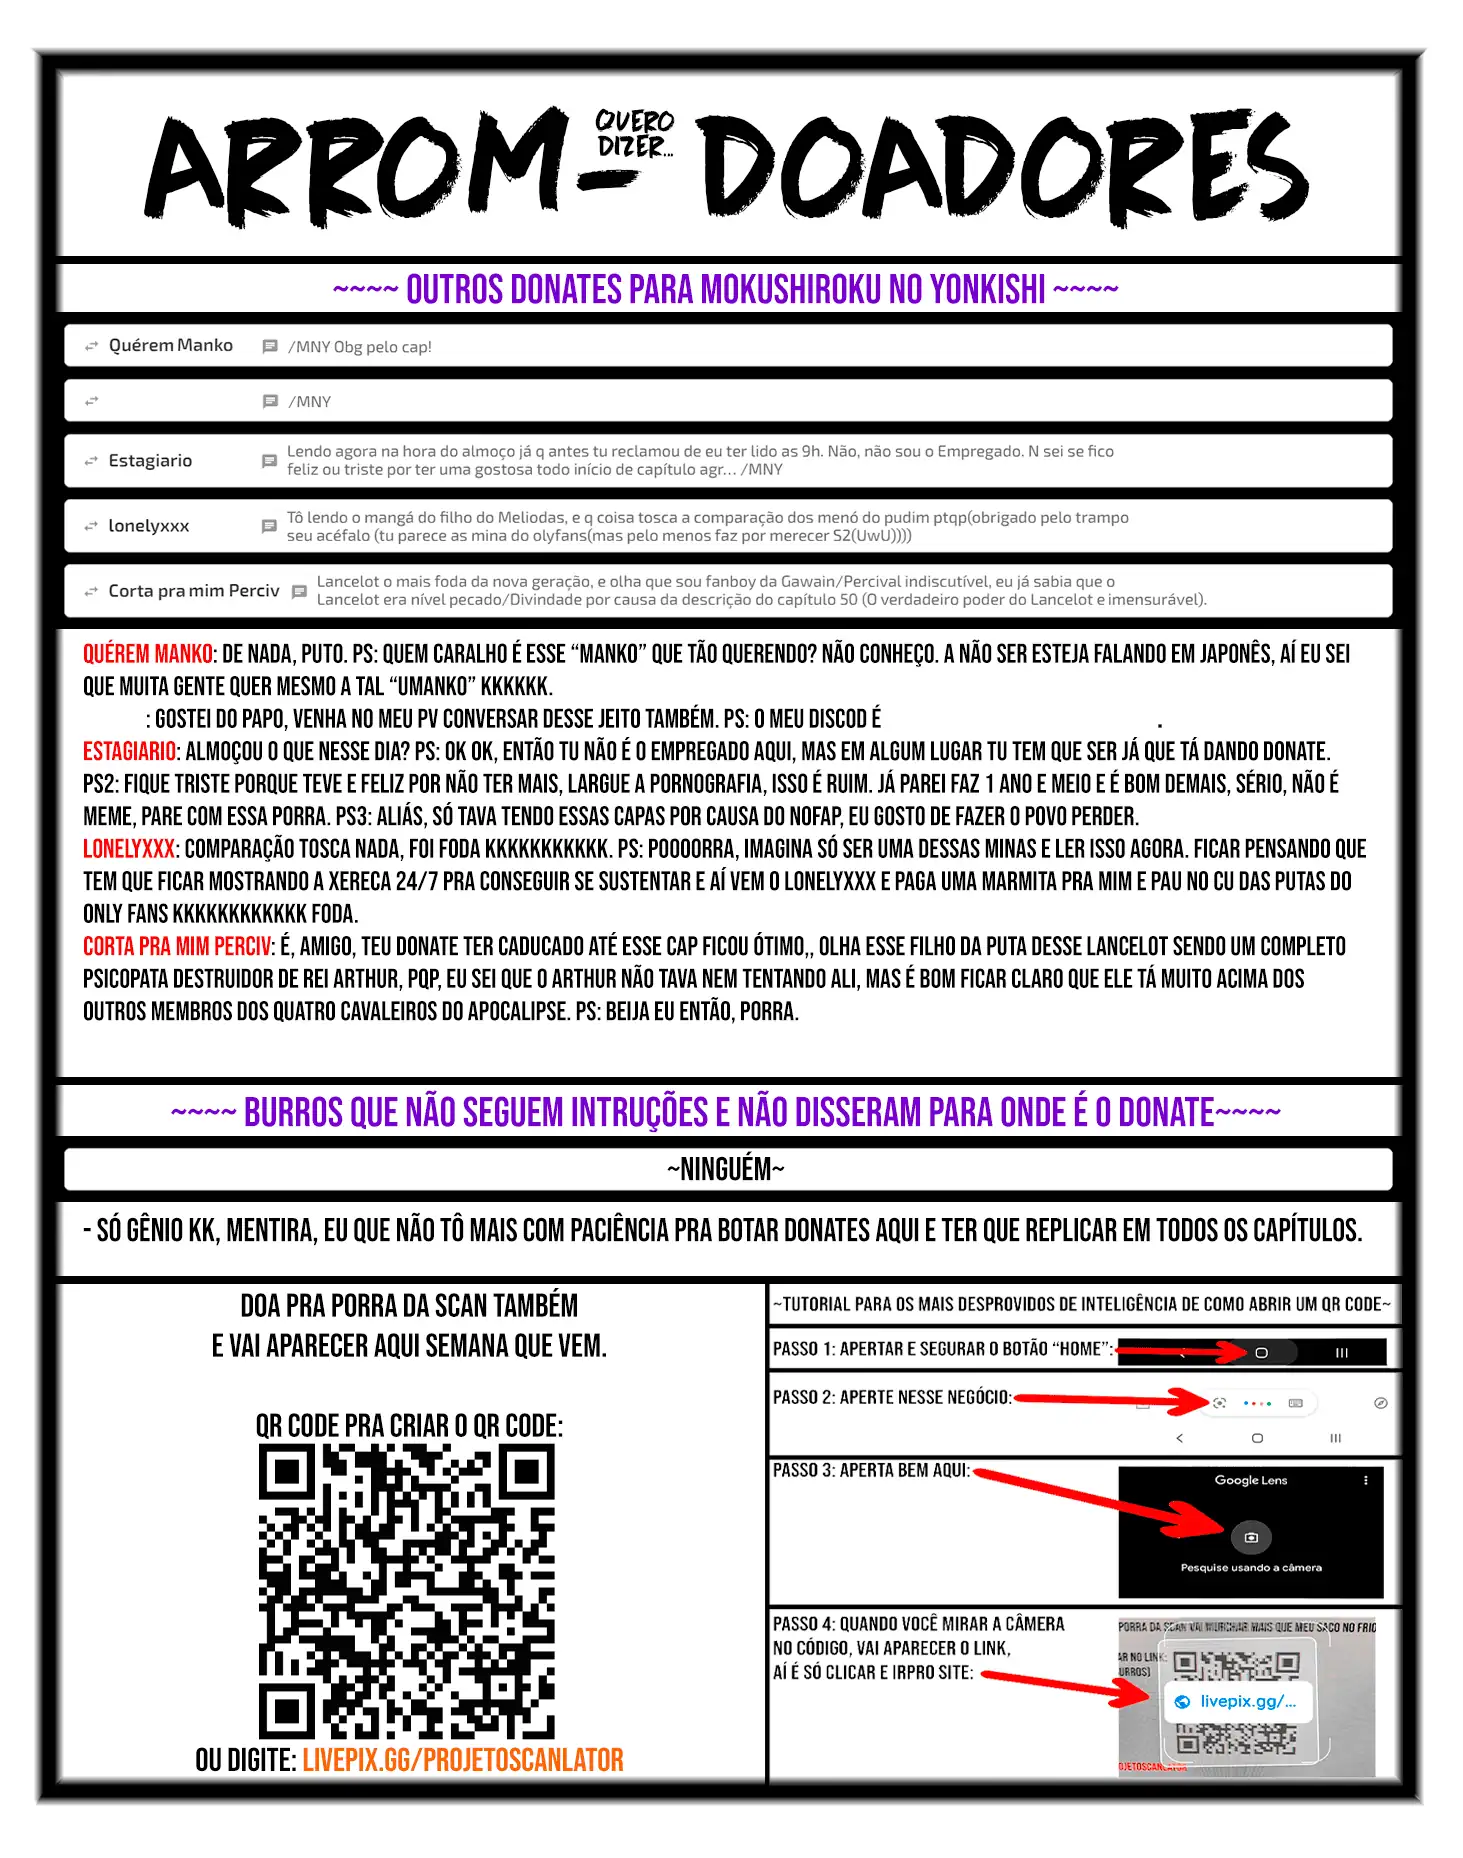 ARROM- QUERO DIZER... DOADORES
~~~~ OUTROS DONATES PARA MOKUSHIROKU NO YONKISHI ~~~~
Quérem Manko /MNY Obg pelo cap!
/MNY
Estagiario Lendo agora na hora do almoço já q antes tu reclamou de eu ter lido as 9h. Não, não sou o Empregado. N sei se fico
feliz ou triste por ter uma gostosa todo início de capítulo agr... /MNY
lonelyxxx Tô lendo o mangá do filho do Meliodas, e q coisa tosca a comparação dos menó do pudim ptqp(obrigado pelo trampo
seu acéfalo (tu parece as mina do olyfans(mas pelo menos faz por merecer S2(UwU))))
Corta pra mim Perciv Lancelot o mais foda da nova geração, e olha que sou fanboy da Gawain/Percival indiscutível, eu já sabia que o
Lancelot era nível pecado/Divindade por causa da descrição do capítulo 50 (O verdadeiro poder do Lancelot e imensurável).
QUÉREM MANKO: DE NADA, PUTO. PS: QUEM CARALHO É ESSE “MANKO” QUE TÃO QUERENDO? NÃO CONHEÇO. A NÃO SER ESTEJA FALANDO EM JAPONÊS, AÍ EU SEI
QUE MUITA GENTE QUER MESMO A TAL “UMANKO” KKKKKK.
: GOSTEI DO PAPO, VENHA NO MEU PV CONVERSAR DESSE JEITO TAMBÉM. PS: O MEU DISCOD É .
ESTAGIARIO: ALMOÇOU O QUE NESSE DIA? PS: OK OK, ENTÃO TU NÃO É O EMPREGADO AQUI, MAS EM ALGUM LUGAR TU TEM QUE SER JÁ QUE TÁ DANDO DONATE.
PS2: FIQUE TRISTE PORQUE TEVE E FELIZ POR NÃO TER MAIS, LARGUE A PORNOGRAFIA, ISSO É RUIM. JÁ PAREI FAZ 1 ANO E MEIO E É BOM DEMAIS, SÉRIO, NÃO É
MEME, PARE COM ESSA PORRA. PS3: ALIÁS, SÓ TAVA TENDO ESSAS CAPAS POR CAUSA DO NOFAP, EU GOSTO DE FAZER O POVO PERDER.
LONELYXXX: COMPARAÇÃO TOSCA NADA, FOI FODA KKKKKKKKKKK. PS: POOOORRA, IMAGINA SÓ SER UMA DESSAS MINAS E LER ISSO AGORA. FICAR PENSANDO QUE
TEM QUE FICAR MOSTRANDO A XERECA 24/7 PRA CONSEGUIR SE SUSTENTAR E AÍ VEM O LONELYXXX E PAGA UMA MARMITA PRA MIM E PAU NO CU DAS PUTAS DO
ONLY FANS KKKKKKKKKKKK FODA.
CORTA PRA MIM PERCIV: É, AMIGO, TEU DONATE TER CADUCADO ATÉ ESSE CAP FICOU ÓTIMO,, OLHA ESSE FILHO DA PUTA DESSE LANCELOT SENDO UM COMPLETO
PSICOPATA DESTRUIDOR DE REI ARTHUR, PQP, EU SEI QUE O ARTHUR NÃO TAVA NEM TENTANDO ALI, MAS É BOM FICAR CLARO QUE ELE TÁ MUITO ACIMA DOS
OUTROS MEMBROS DOS QUATRO CAVALEIROS DO APOCALIPSE. PS: BEIJA EU ENTÃO, PORRA.
~~~~ BURROS QUE NÃO SEGUEM INTRUÇÕES E NÃO DISSERAM PARA ONDE É O DONATE~~~~
~NINGUÉM~
- SÓ GÊNIO KK, MENTIRA, EU QUE NÃO TÔ MAIS COM PACIÊNCIA PRA BOTAR DONATES AQUI E TER QUE REPLICAR EM TODOS OS CAPÍTULOS.
DOA PRA PORRA DA SCAN TAMBÉM
E VAI APARECER AQUI SEMANA QUE VEM.
QR CODE PRA CRIAR O QR CODE:
OU DIGITE: LIVEPIX.GG/PROJETOSCANLATOR
~TUTORIAL PARA OS MAIS DESPROVIDOS DE INTELIGÊNCIA DE COMO ABRIR UM QR CODE~
PASSO 1: APERTAR E SEGURAR O BOTÃO “HOME”:
PASSO 2: APERTE NESSE NEGÓCIO:
PASSO 3: APERTA BEM AQUI:
Google Lens
Pesquise usando a câmera
PASSO 4: QUANDO VOCÊ MIRAR A CÂMERA
NO CÓDIGO, VAI APARECER O LINK,
AÍ É SÓ CLICAR E IRPRO SITE:
PORRA DA SCAN VAI MURCHAR MAIS QUE MEU SACO NO FRIO
AR NO LINK:
URROS)
livepix.gg/...
OJETOSCANLATOR